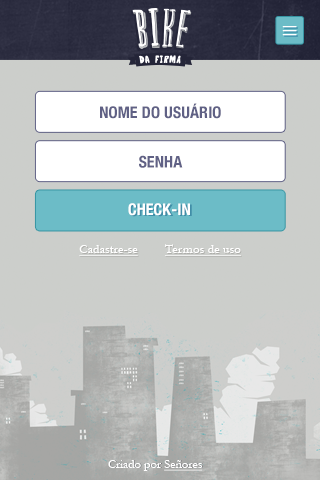 BIKE
DA FIRMA
NOME DO USUÁRIO
SENHA
CHECK-IN
Cadastre-se Termos de uso
Criado por Señores